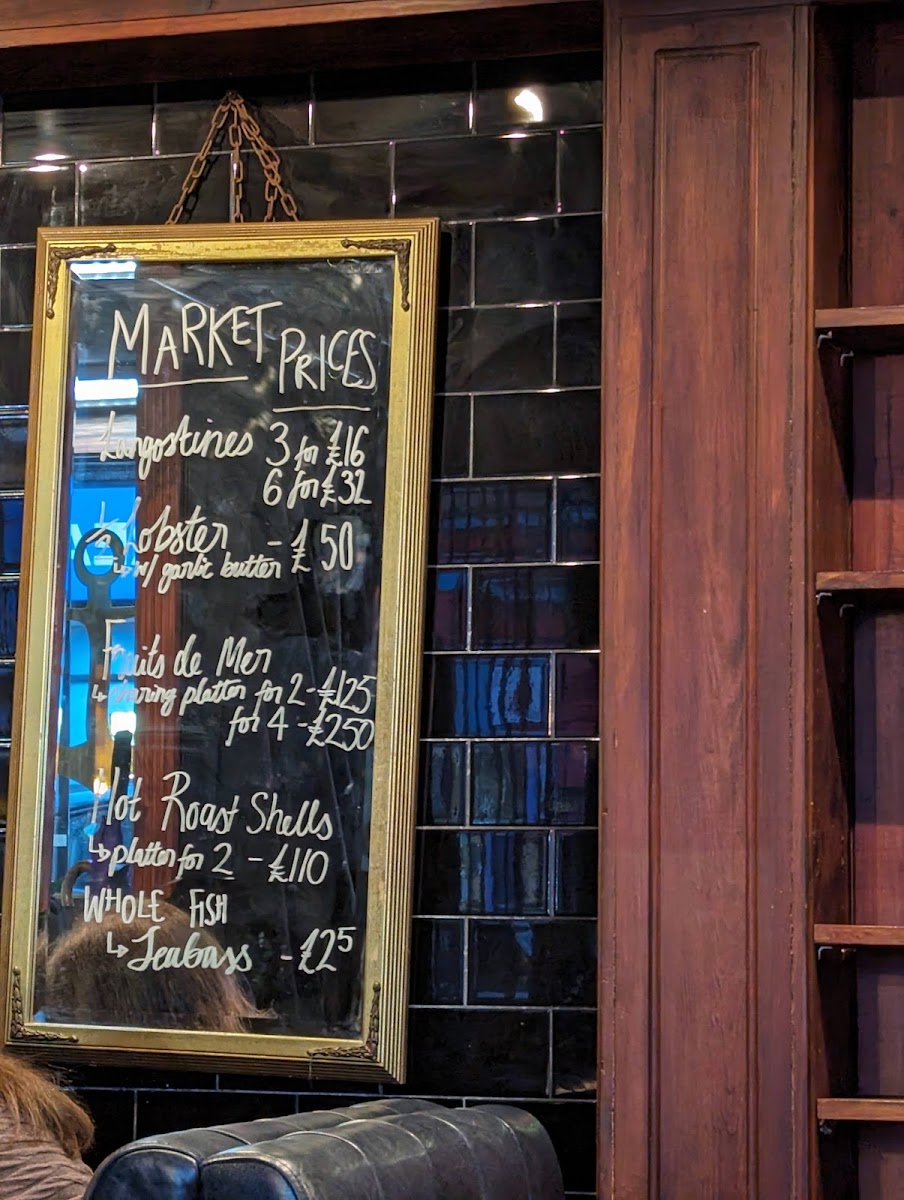 MARKET PRICES
Langostines 3 for £16
6 for £32
Lobster - £50
↳ w/ garlic butter
Fruits de Mer
↳ sharing platter for 2 - £125
for 4 - £250
Hot Roast Shells
↳ platter for 2 - £110
WHOLE FISH
↳ Seabass - £25